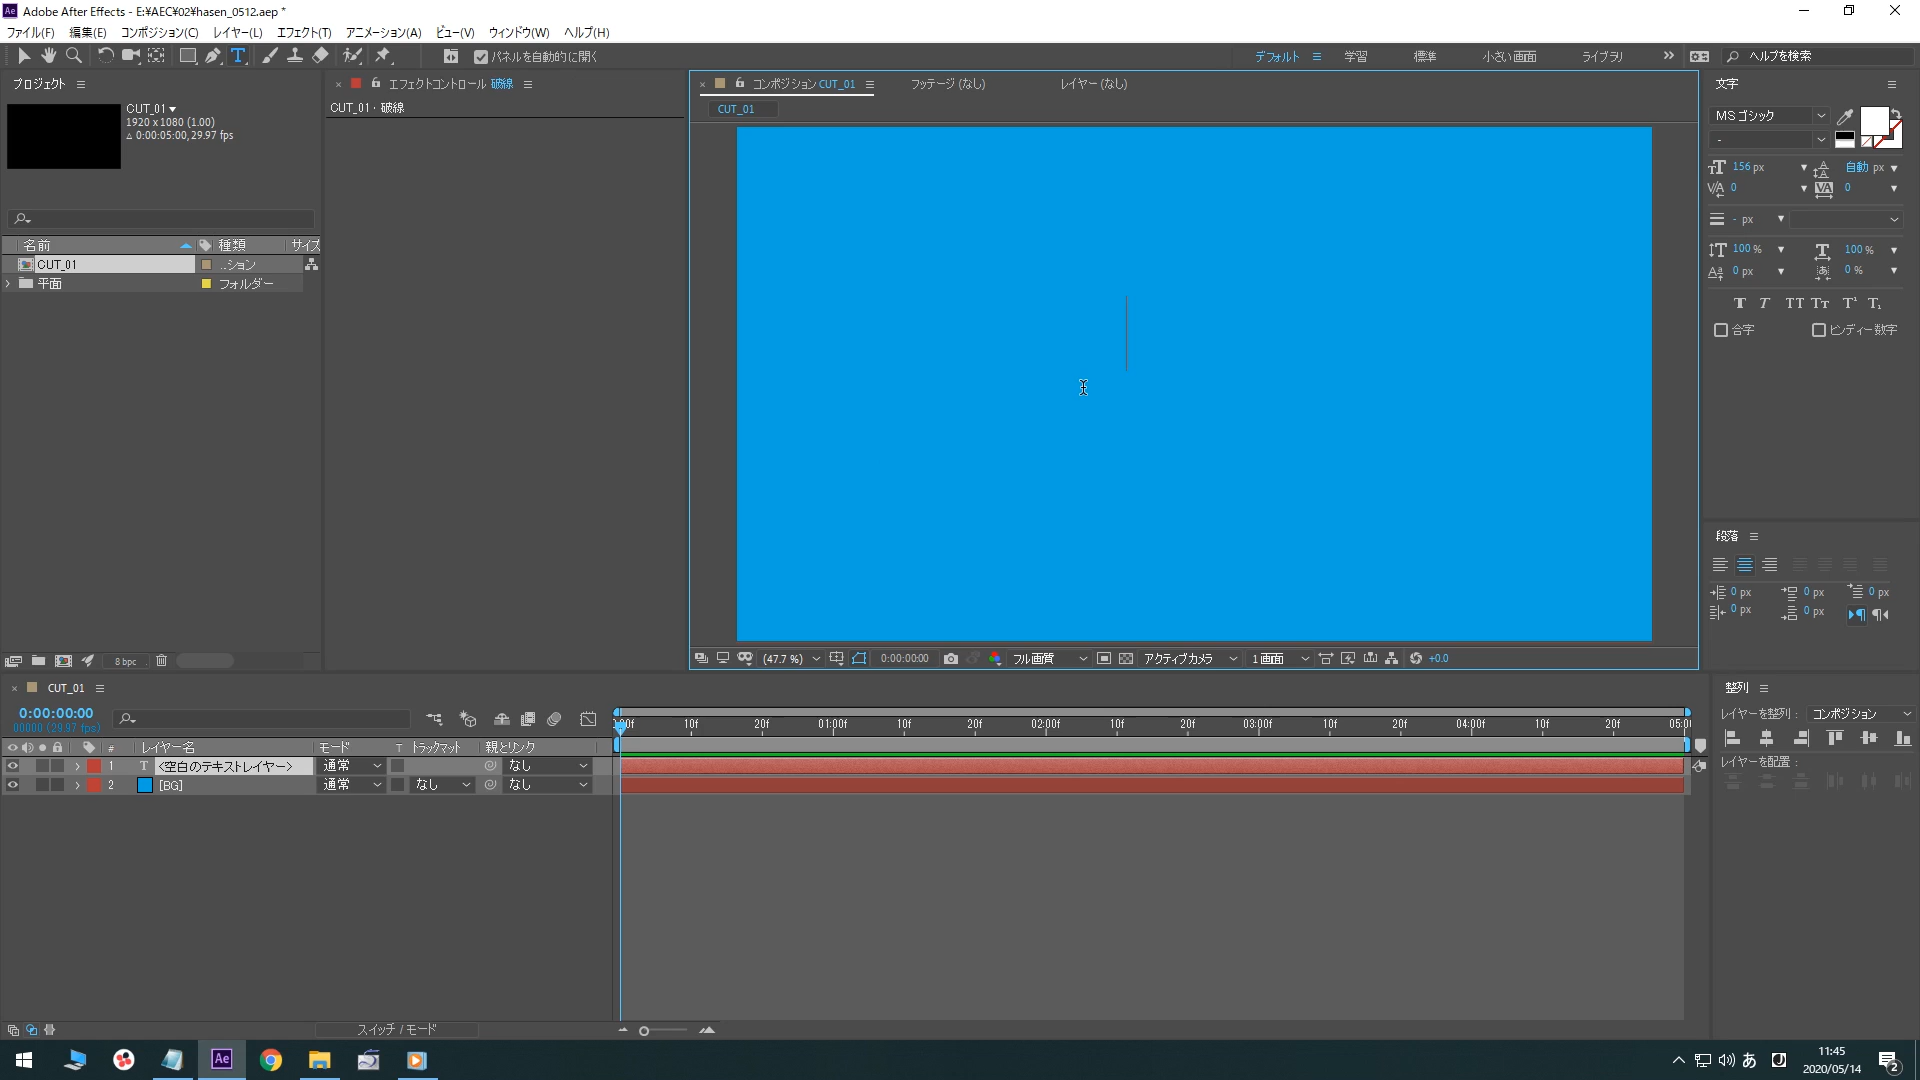 Adobe After Effects - E:¥AEC¥02¥hasen_0512.aep *
ファイル(F) 編集(E) コンポジション(C) レイヤー(L) エフェクト(T) アニメーション(A) ビュー(V) ウィンドウ(W) ヘルプ(H)
パネルを自動的に開く
デフォルト 学習 標準 小さい画面 ライブラリ
ヘルプを検索
プロジェクト
エフェクトコントロール 破線
CUT_01・破線
コンポジション CUT_01
フッテージ (なし)
レイヤー (なし)
CUT_01
CUT_01
1920 x 1080 (1.00)
Δ 0:00:05:00, 29.97 fps
名前 種類 サイズ
CUT_01 ..ション
平面 フォルダー
8 bpc
(47.7 %)
0:00:00:00
フル画質
アクティブカメラ
1画面
+0.0
文字
MS ゴシック
-
156 px 自動 px
0 0
- px
100 % 100 %
0 px 0 %
合字 ヒンディー数字
段落
0 px 0 px 0 px
0 px 0 px
CUT_01
0:00:00:00
00000 (29.97 fps)
レイヤー名 モード T トラックマット 親とリンク
1 T <空白のテキストレイヤー> 通常 なし
2 [BG] 通常 なし なし
10f 20f 01:00f 10f 20f 02:00f 10f 20f 03:00f 10f 20f 04:00f 10f 20f
スイッチ / モード
整列
レイヤーを整列 : コンポジション
レイヤーを配置 :
あ
11:45
2020/05/14
2